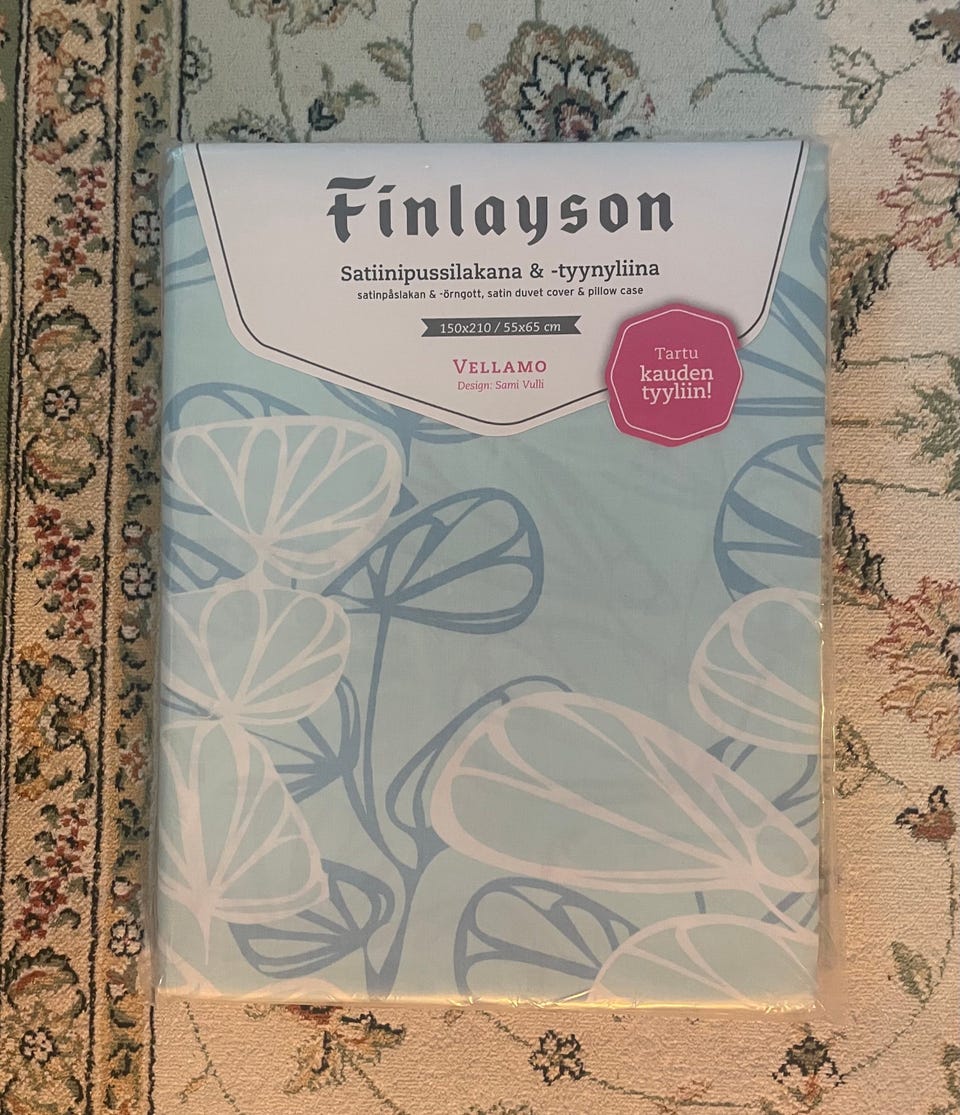 Finlayson
Satiinipussilakana & -tyynyliina
satinpåslakan & -örngott, satin duvet cover & pillow case
150x210 / 55x65 cm
VELLAMO
Design: Sami Vulli
Tartu
kauden
tyyliin!